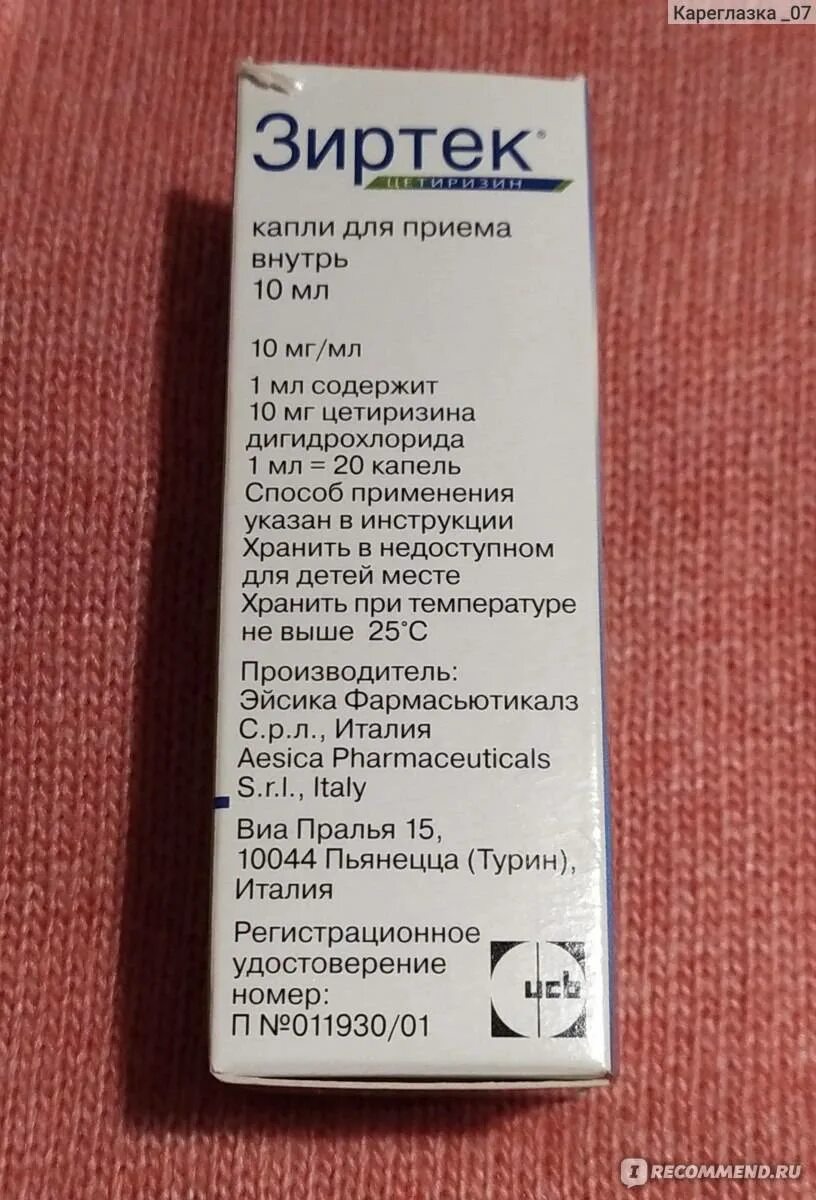 Кареглазка _07
Зиртек®
ЦЕТИРИЗИН
капли для приема
внутрь
10 мл
10 мг/мл
1 мл содержит
10 мг цетиризина
дигидрохлорида
1 мл = 20 капель
Способ применения
указан в инструкции
Хранить в недоступном
для детей месте
Хранить при температуре
не выше 25°С
Производитель:
Эйсика Фармасьютикалз
С.р.л., Италия
Aesica Pharmaceuticals
S.r.l., Italy
Виа Пралья 15,
10044 Пьянецца (Турин),
Италия
Регистрационное
удостоверение
номер:
П №011930/01
ucb
IRECOMMEND.RU